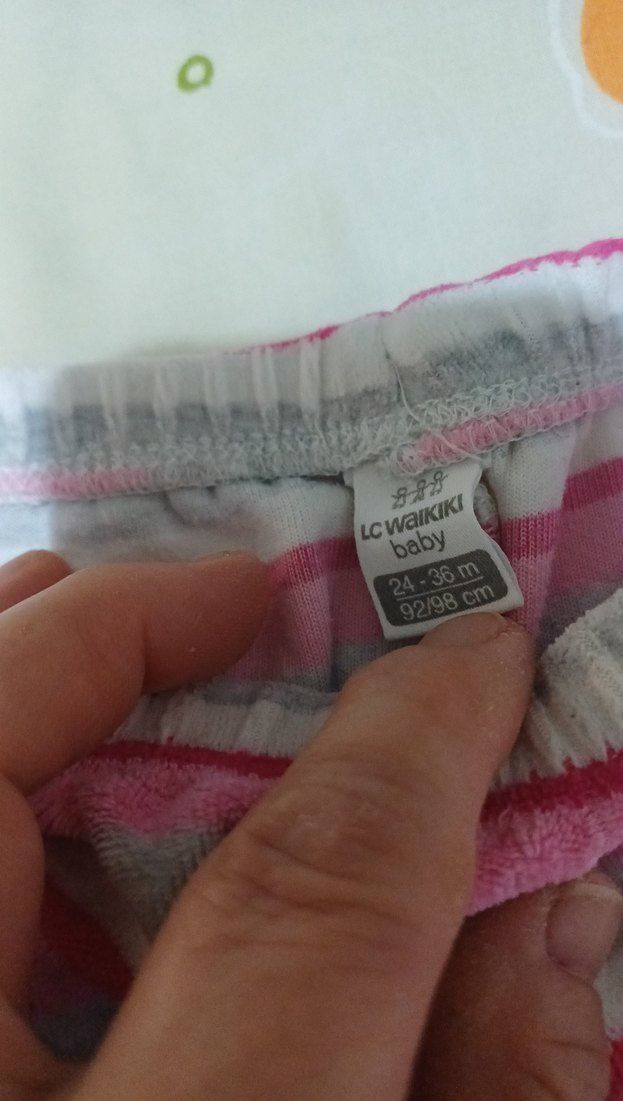 LC WAIKIKI
baby
24 - 36 m
92/98 cm